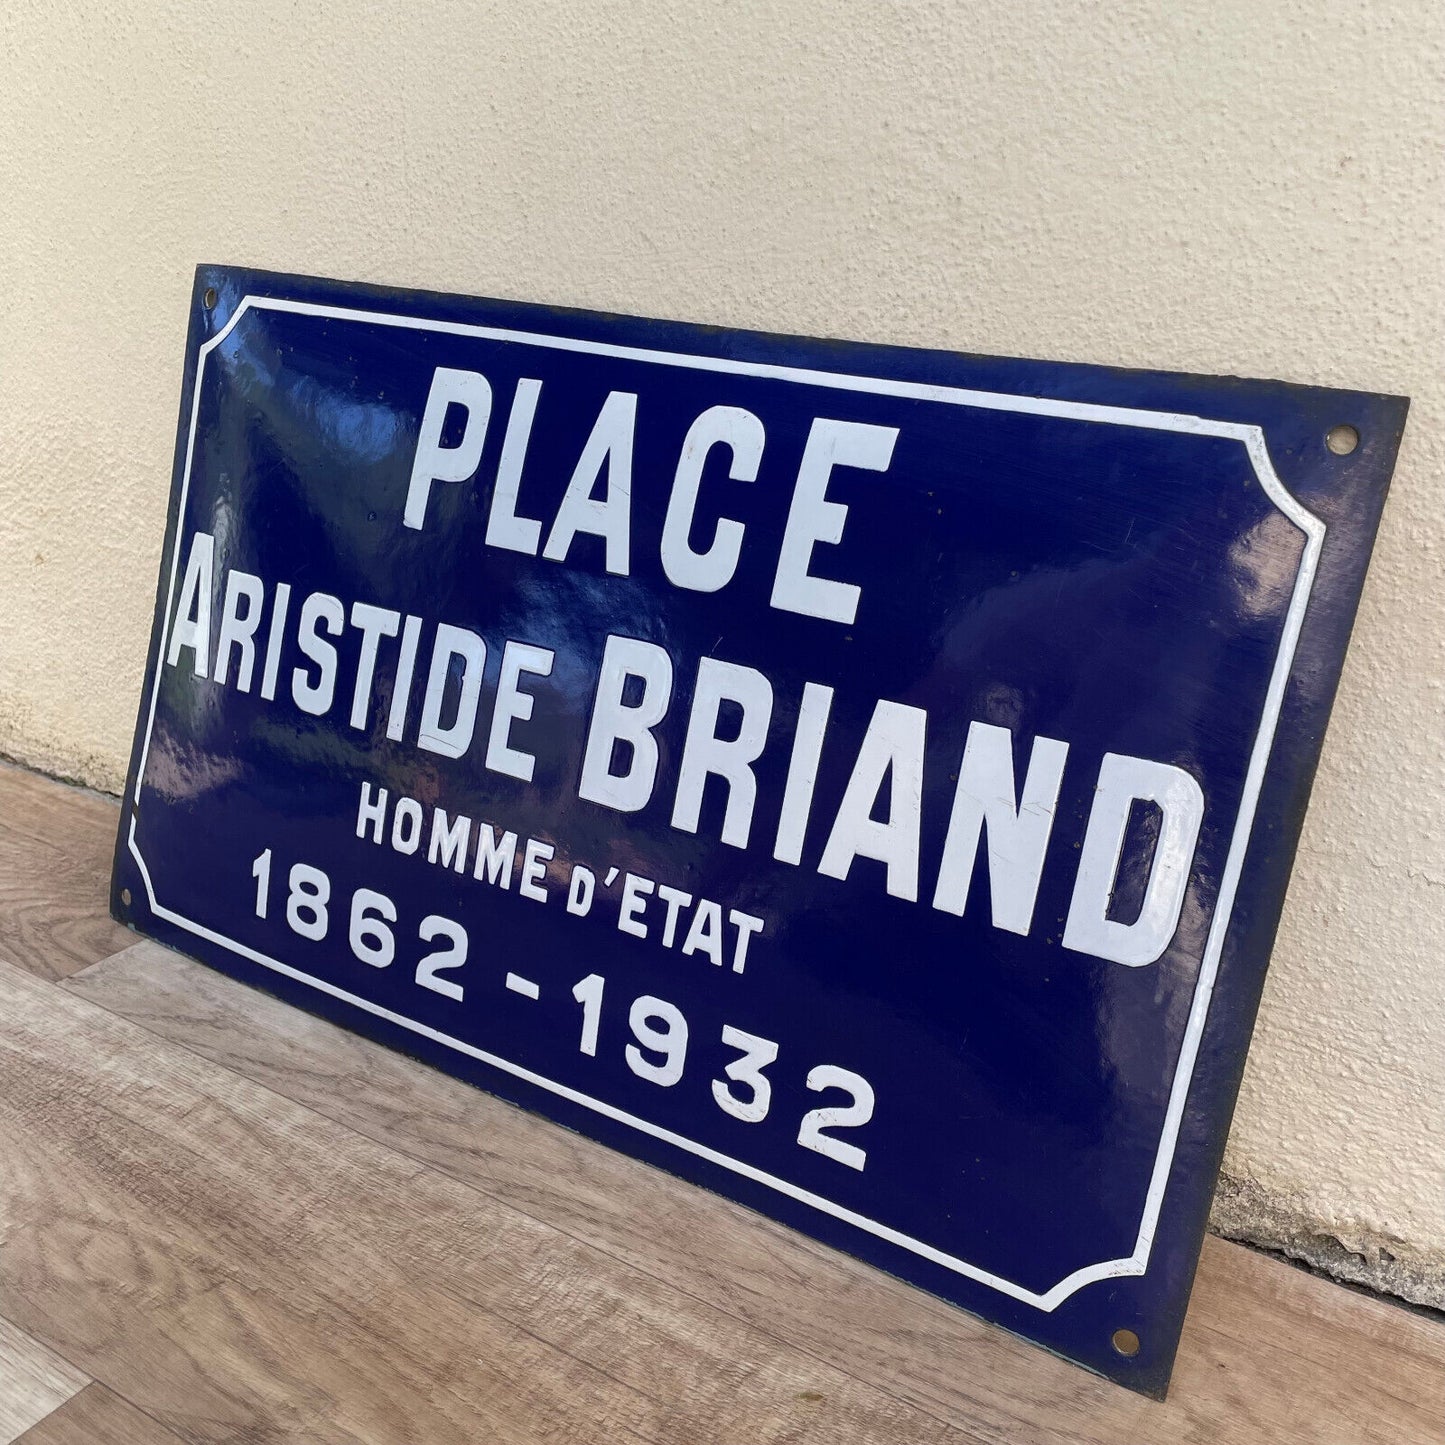 PLACE
ARISTIDE BRIAND
HOMME D'ETAT
1862 - 1932